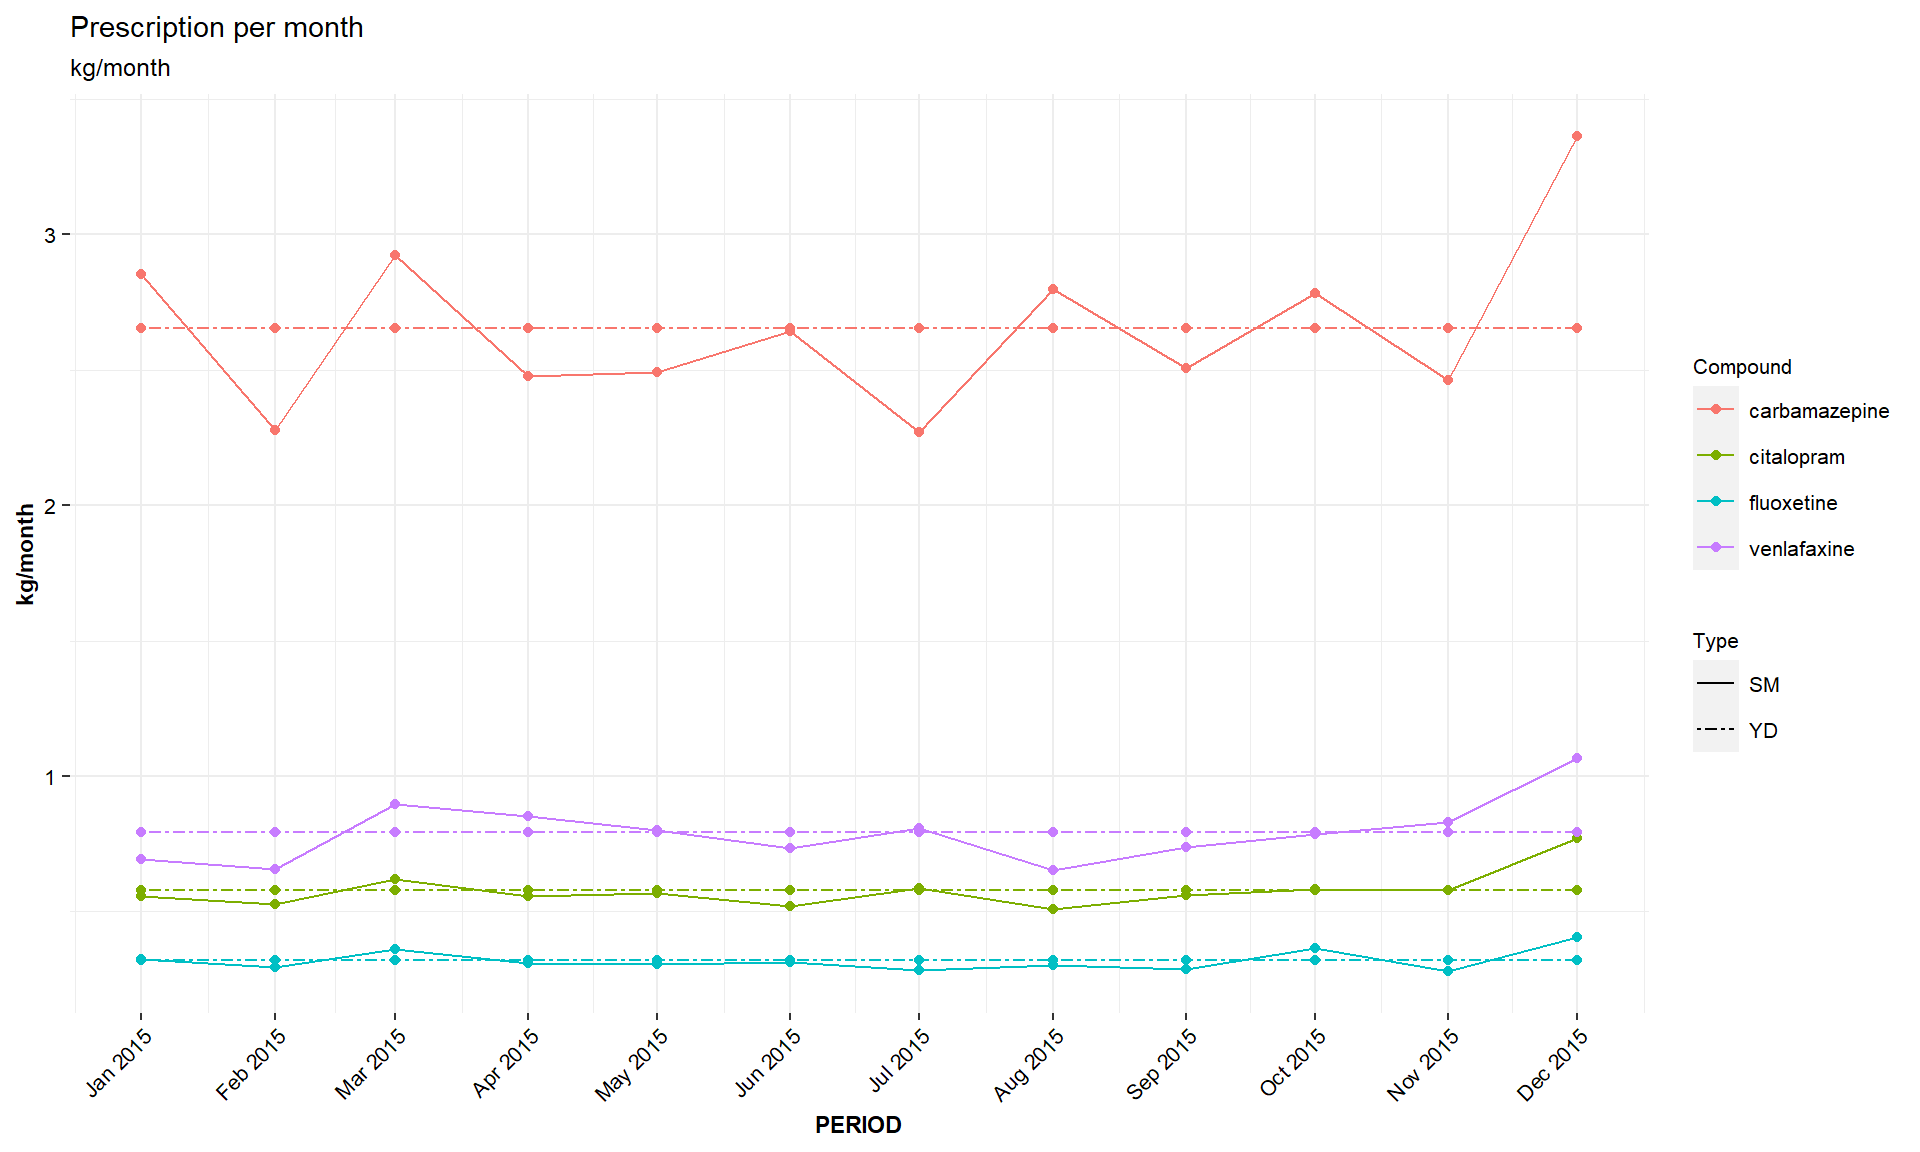 Prescription per month
kg/month
3
2
1
kg/month
Jan 2015
Feb 2015
Mar 2015
Apr 2015
May 2015
Jun 2015
Jul 2015
Aug 2015
Sep 2015
Oct 2015
Nov 2015
Dec 2015
PERIOD
Compound
carbamazepine
citalopram
fluoxetine
venlafaxine
Type
SM
YD